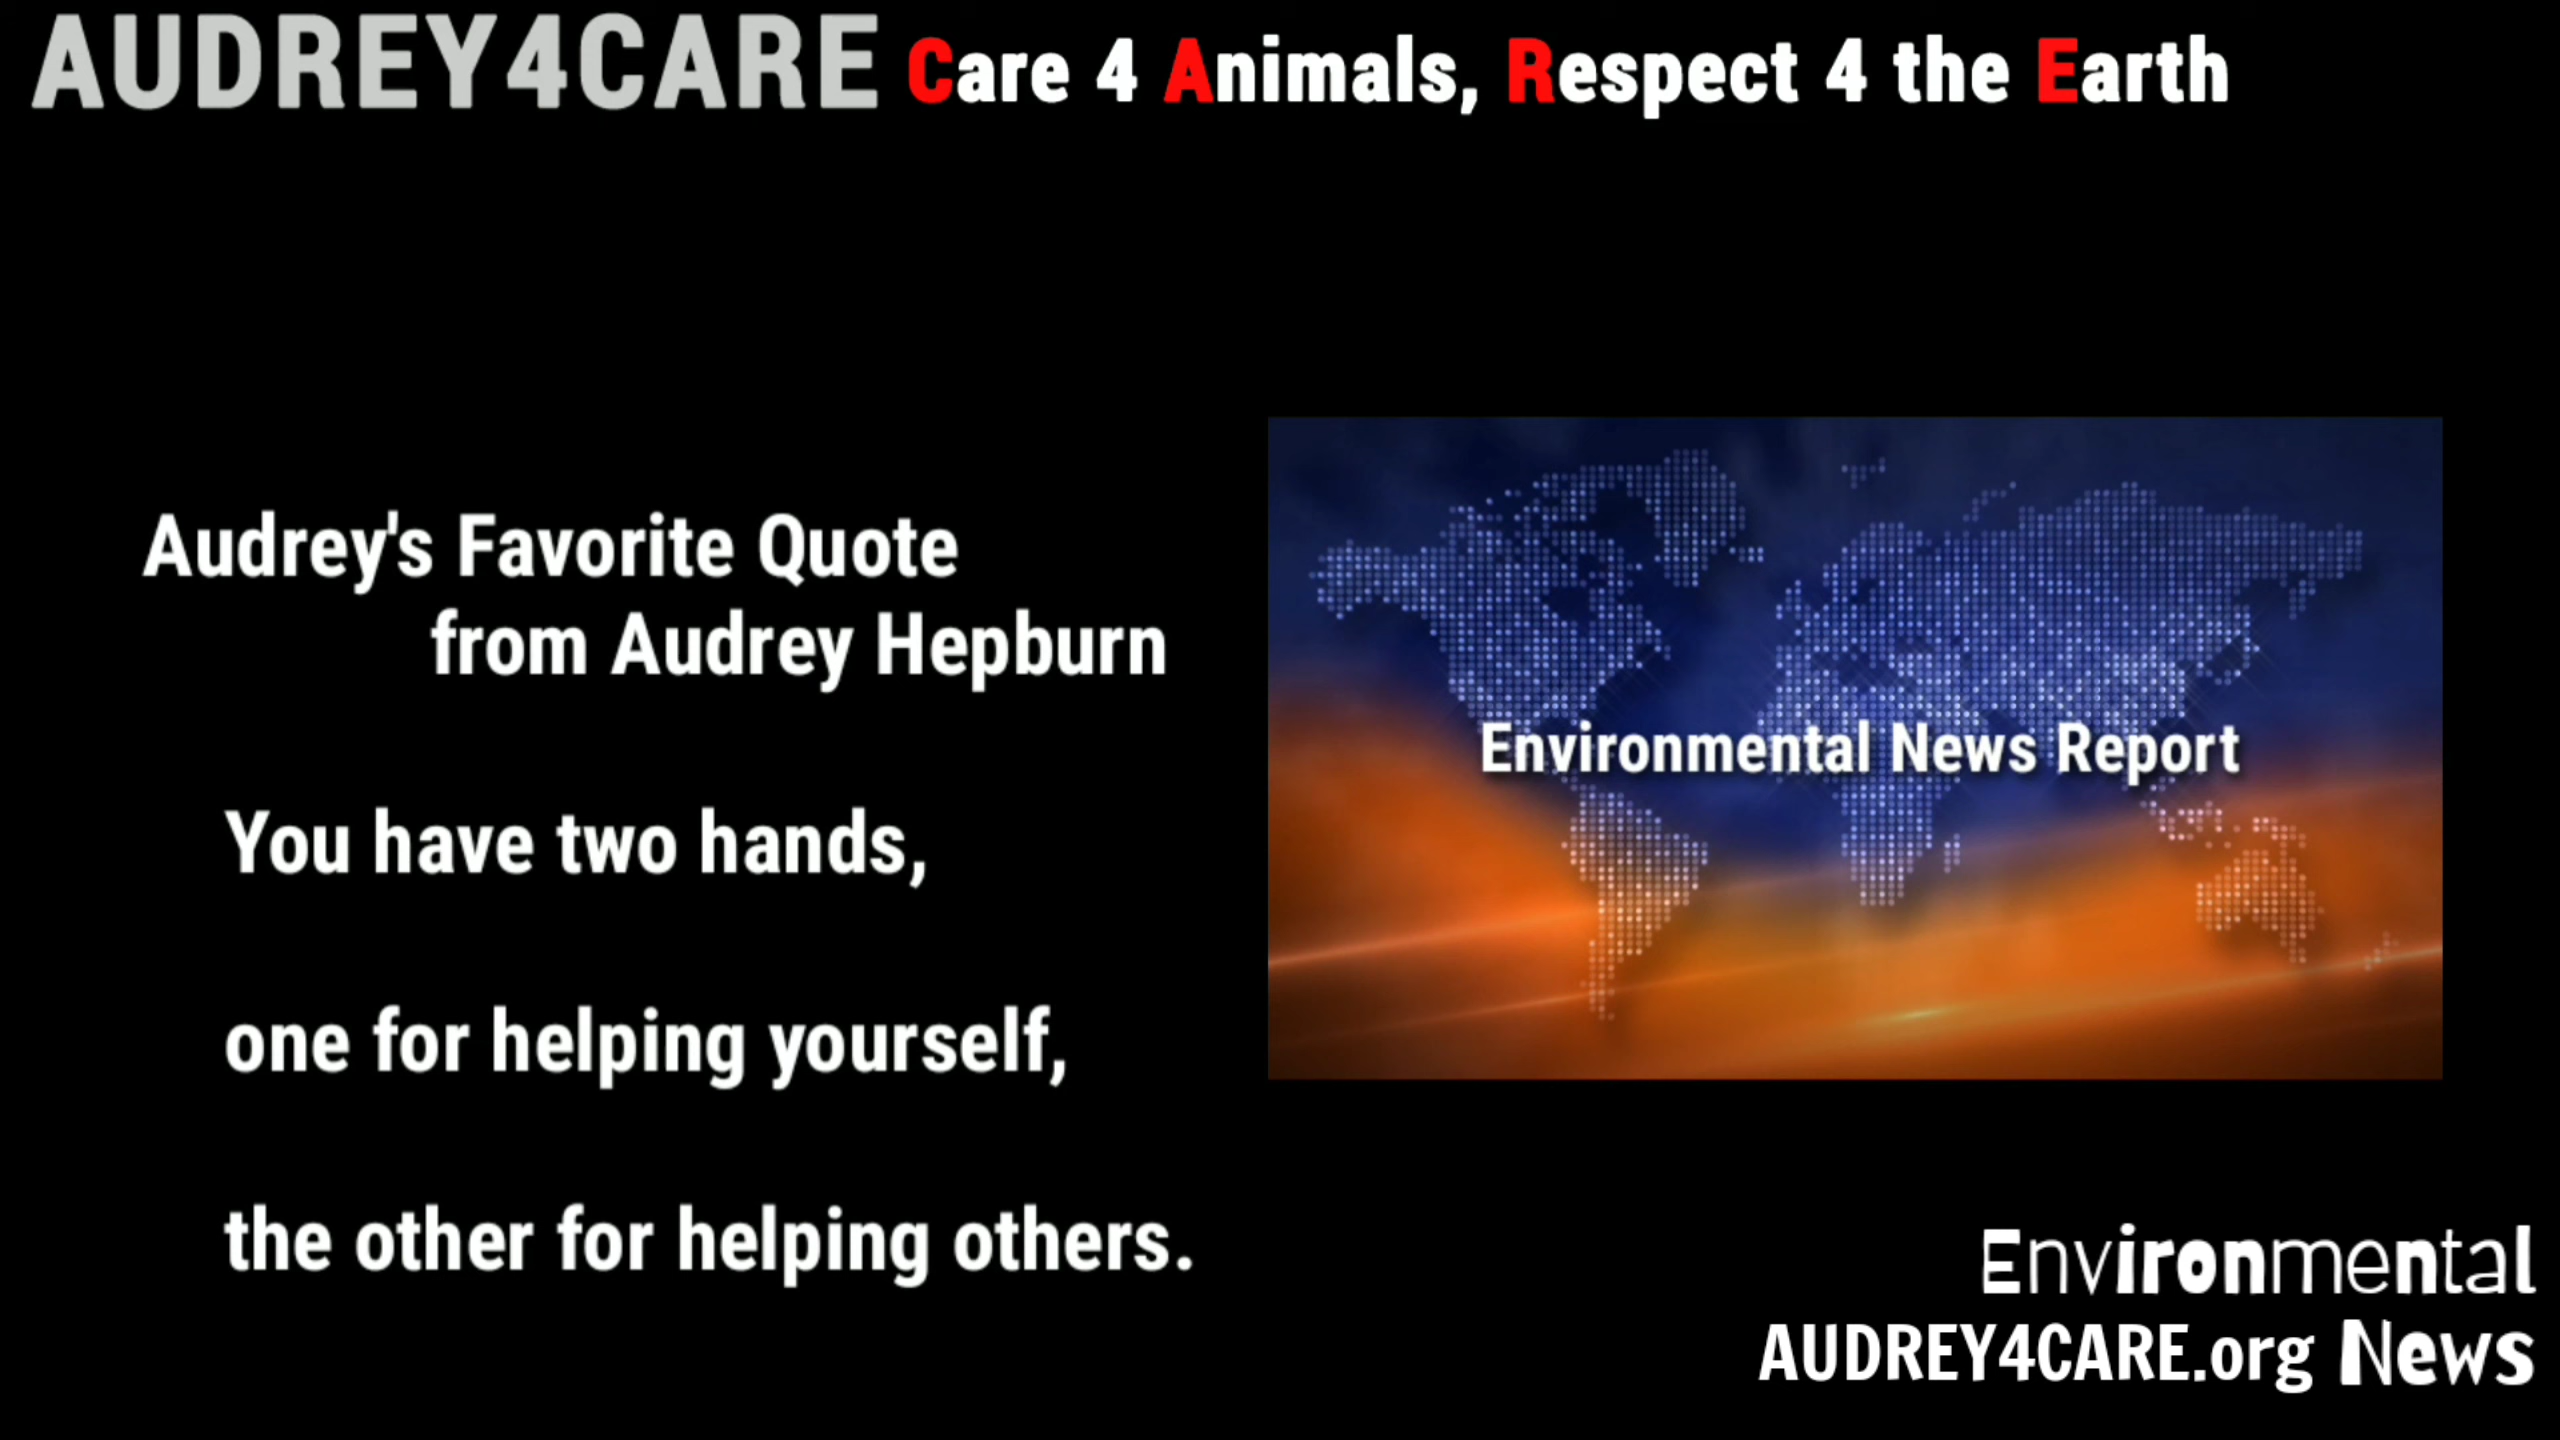 AUDREY4CARE Care 4 Animals, Respect 4 the Earth
Audrey's Favorite Quote
from Audrey Hepburn
You have two hands,
one for helping yourself,
the other for helping others.
Environmental News Report
Environmental
AUDREY4CARE.org News